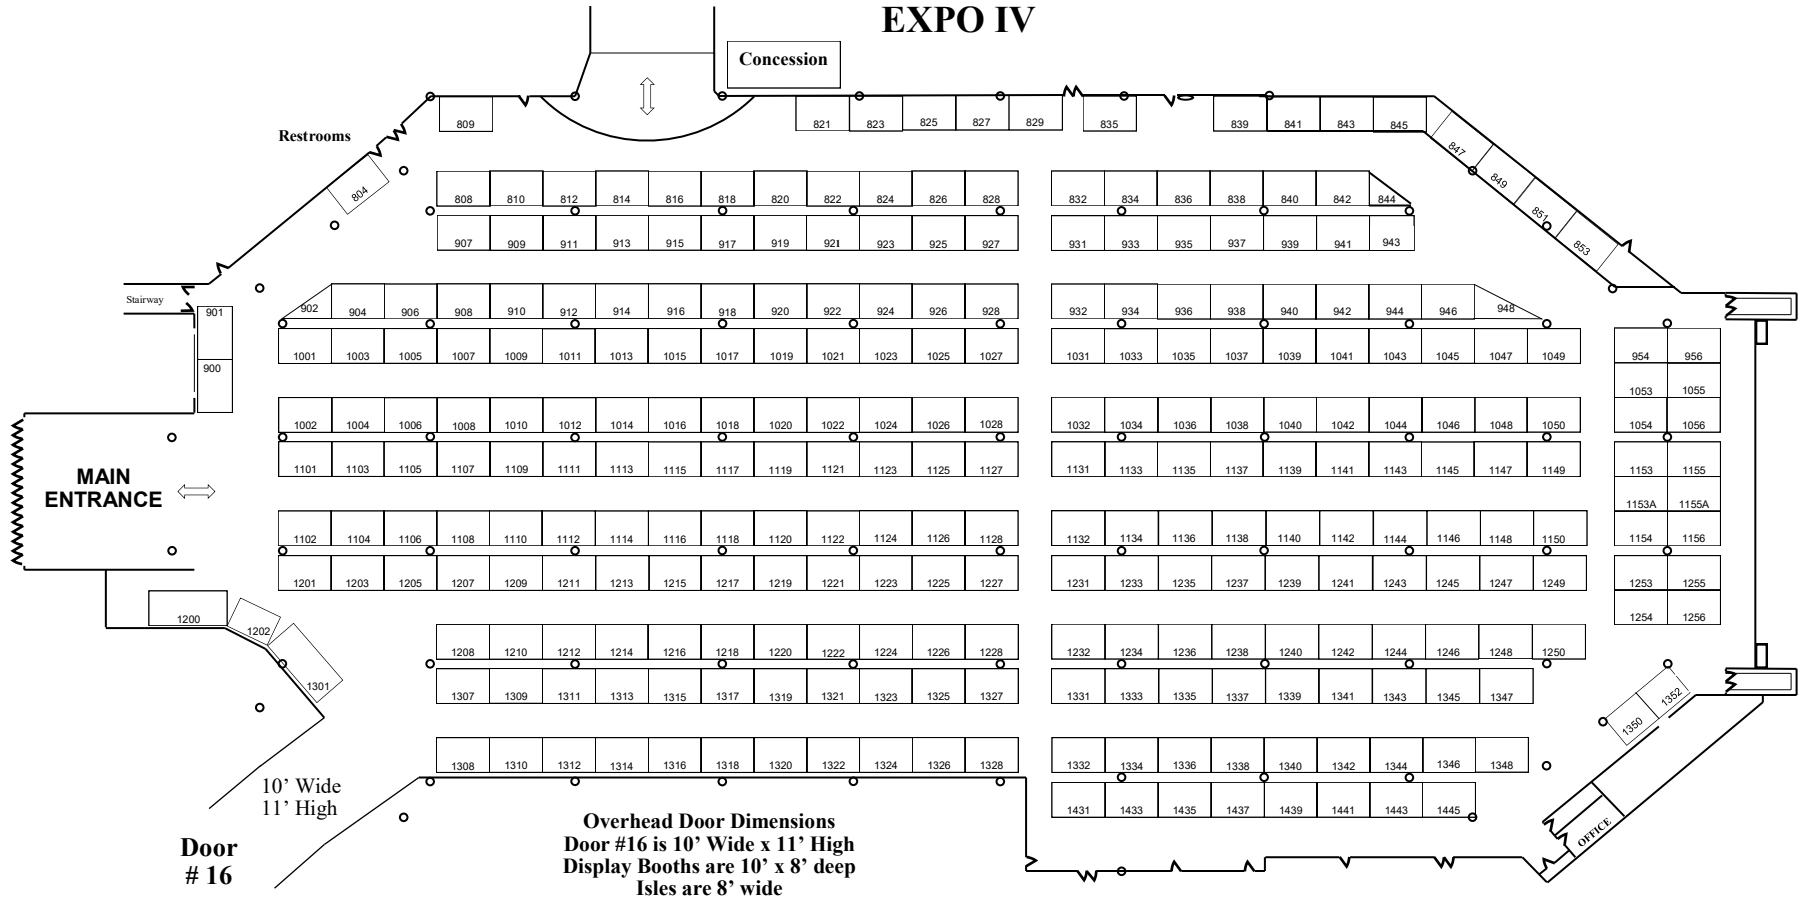 EXPO IV
Concession
Restrooms
809
821 823 825 827 829 835 839 841 843 845
847
849
851
853
804
808 810 812 814 816 818 820 822 824 826 828 832 834 836 838 840 842 844
907 909 911 913 915 917 919 921 923 925 927 931 933 935 937 939 941 943
Stairway
901
900
902 904 906 908 910 912 914 916 918 920 922 924 926 928 932 934 936 938 940 942 944 946 948
1001 1003 1005 1007 1009 1011 1013 1015 1017 1019 1021 1023 1025 1027 1031 1033 1035 1037 1039 1041 1043 1045 1047 1049 954 956
1053 1055
1002 1004 1006 1008 1010 1012 1014 1016 1018 1020 1022 1024 1026 1028 1032 1034 1036 1038 1040 1042 1044 1046 1048 1050 1054 1056
1101 1103 1105 1107 1109 1111 1113 1115 1117 1119 1121 1123 1125 1127 1131 1133 1135 1137 1139 1141 1143 1145 1147 1149 1153 1155
MAIN
ENTRANCE
1153A 1155A
1102 1104 1106 1108 1110 1112 1114 1116 1118 1120 1122 1124 1126 1128 1132 1134 1136 1138 1140 1142 1144 1146 1148 1150 1154 1156
1201 1203 1205 1207 1209 1211 1213 1215 1217 1219 1221 1223 1225 1227 1231 1233 1235 1237 1239 1241 1243 1245 1247 1249 1253 1255
1254 1256
1200
1202
1301
1208 1210 1212 1214 1216 1218 1220 1222 1224 1226 1228 1232 1234 1236 1238 1240 1242 1244 1246 1248 1250
1307 1309 1311 1313 1315 1317 1319 1321 1323 1325 1327 1331 1333 1335 1337 1339 1341 1343 1345 1347
1350 1352
1308 1310 1312 1314 1316 1318 1320 1322 1324 1326 1328 1332 1334 1336 1338 1340 1342 1344 1346 1348
1431 1433 1435 1437 1439 1441 1443 1445
10’ Wide
11’ High
Door
# 16
Overhead Door Dimensions
Door #16 is 10’ Wide x 11’ High
Display Booths are 10’ x 8’ deep
Isles are 8’ wide
OFFICE